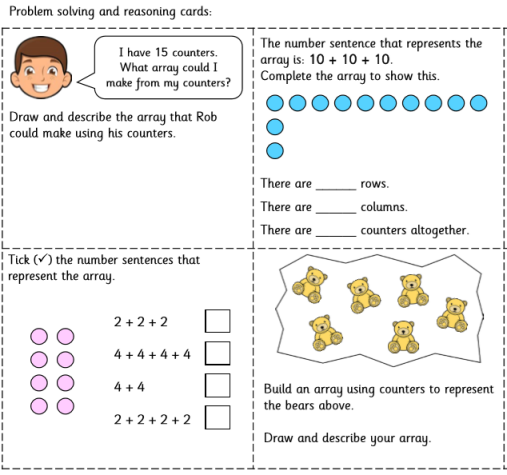 Problem solving and reasoning cards:
I have 15 counters.
What array could I
make from my counters?
Draw and describe the array that Rob
could make using his counters.
The number sentence that represents the
array is: 10 + 10 + 10.
Complete the array to show this.
There are ______ rows.
There are ______ columns.
There are ______ counters altogether.
Tick (✓) the number sentences that
represent the array.
2 + 2 + 2
4 + 4 + 4 + 4
4 + 4
2 + 2 + 2 + 2
Build an array using counters to represent
the bears above.
Draw and describe your array.